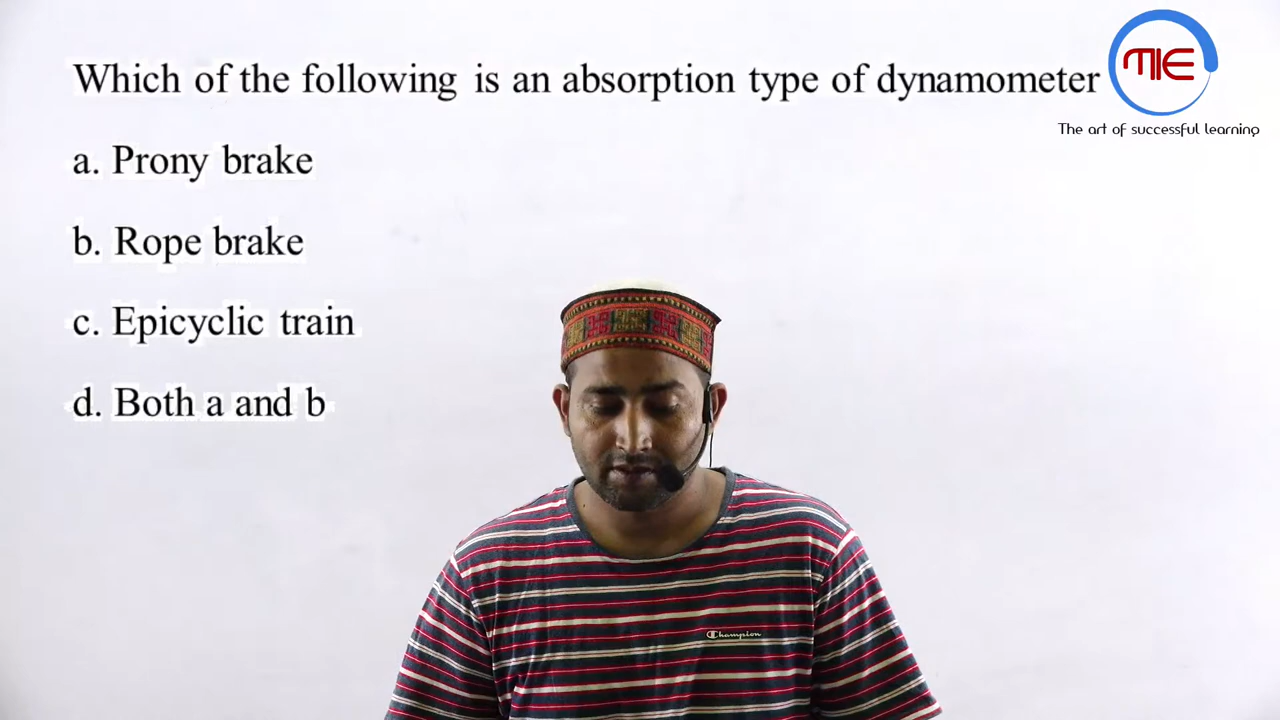 Which of the following is an absorption type of dynamometer
MIE
The art of successful learning
a. Prony brake
b. Rope brake
c. Epicyclic train
d. Both a and b
Champion